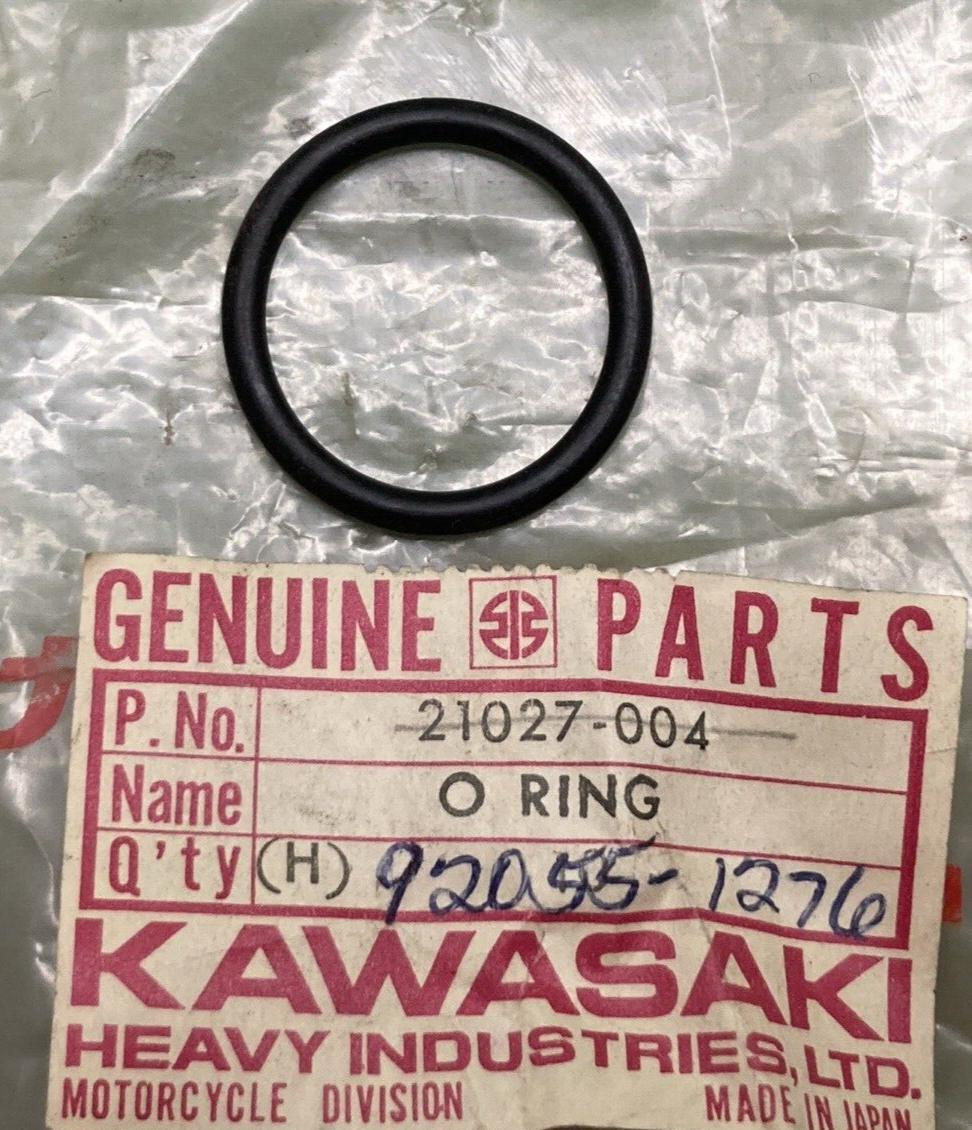 GENUINE PARTS
P. No. 21027-004
Name O RING
Q'ty (H) 92055-1276
KAWASAKI
HEAVY INDUSTRIES, LTD.
MOTORCYCLE DIVISION MADE IN JAPAN